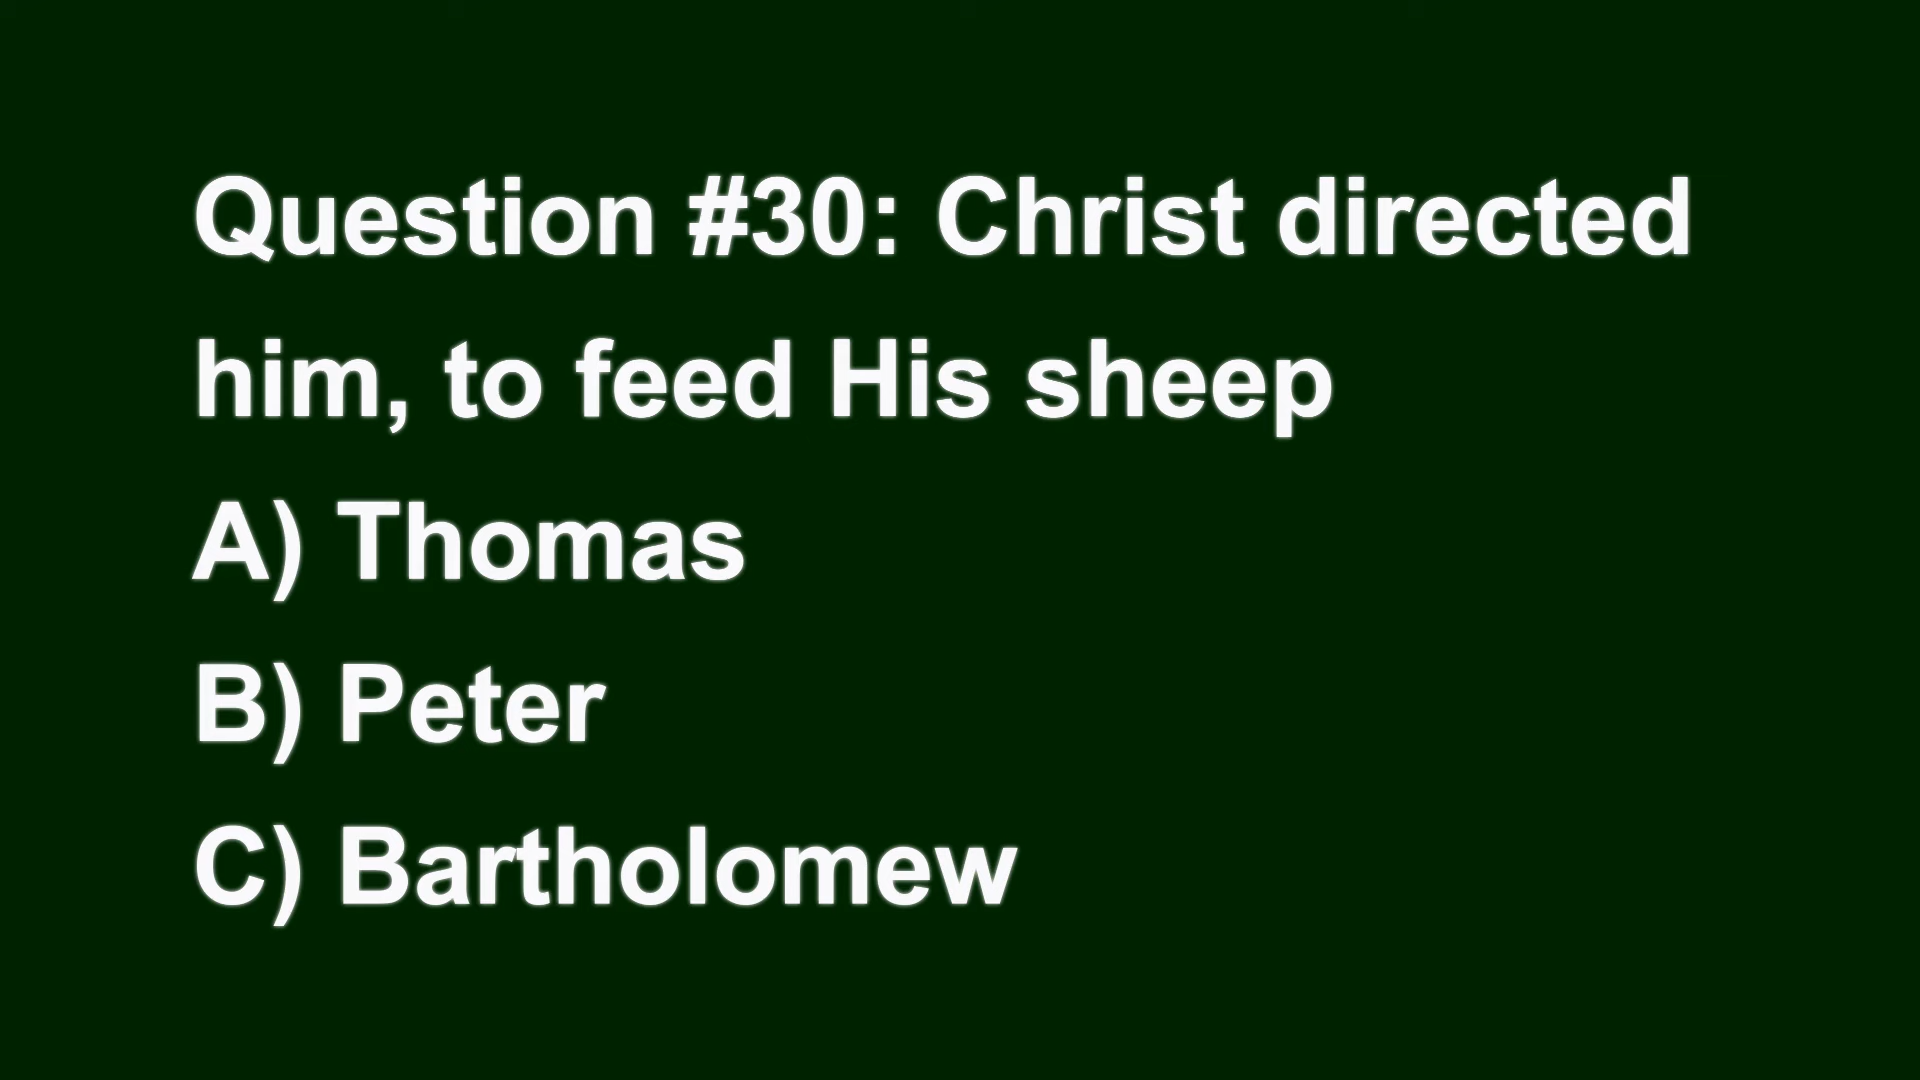 Question #30: Christ directed
him, to feed His sheep
A) Thomas
B) Peter
C) Bartholomew